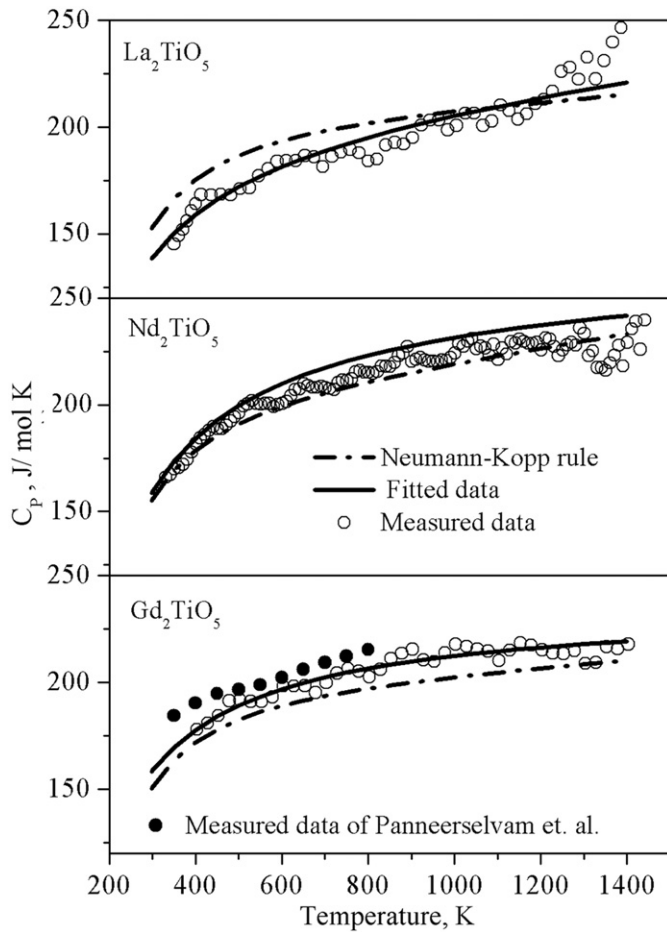 250
La₂TiO₅
200
150
250
Nd₂TiO₅
200
Neumann-Kopp rule
Fitted data
150
Measured data
C_P , J/ mol K
250
Gd₂TiO₅
200
150
Measured data of Panneerselvam et. al.
200 400 600 800 1000 1200 1400
Temperature, K